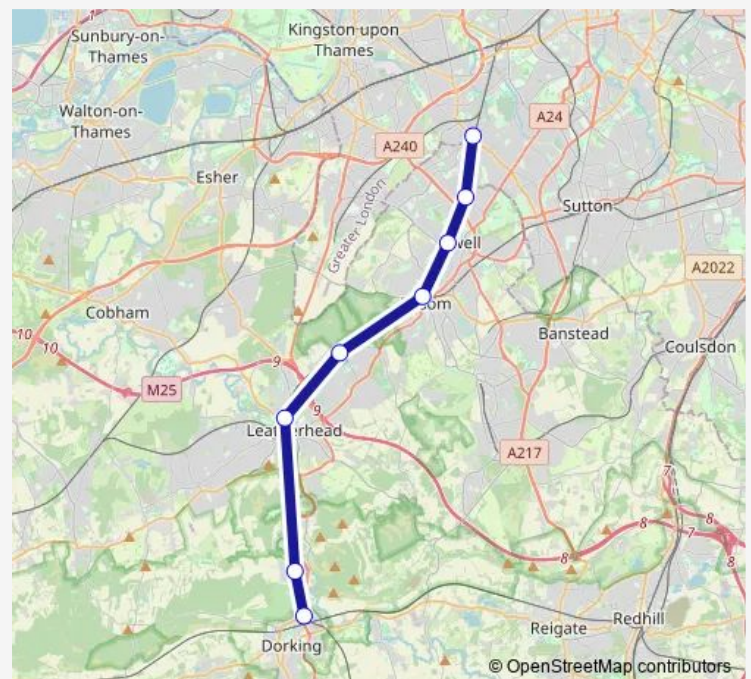 Sunbury-on-
Thames
Kingston upon
Thames
Walton-on-
Thames
A24
A240
Esher
Greater London
Sutton
A2022
Cobham
Banstead
Coulsdon
10
10
9
M25
9
A217
7
8
8
8
7
8
Reigate
Redhill
Dorking
© OpenStreetMap contributors